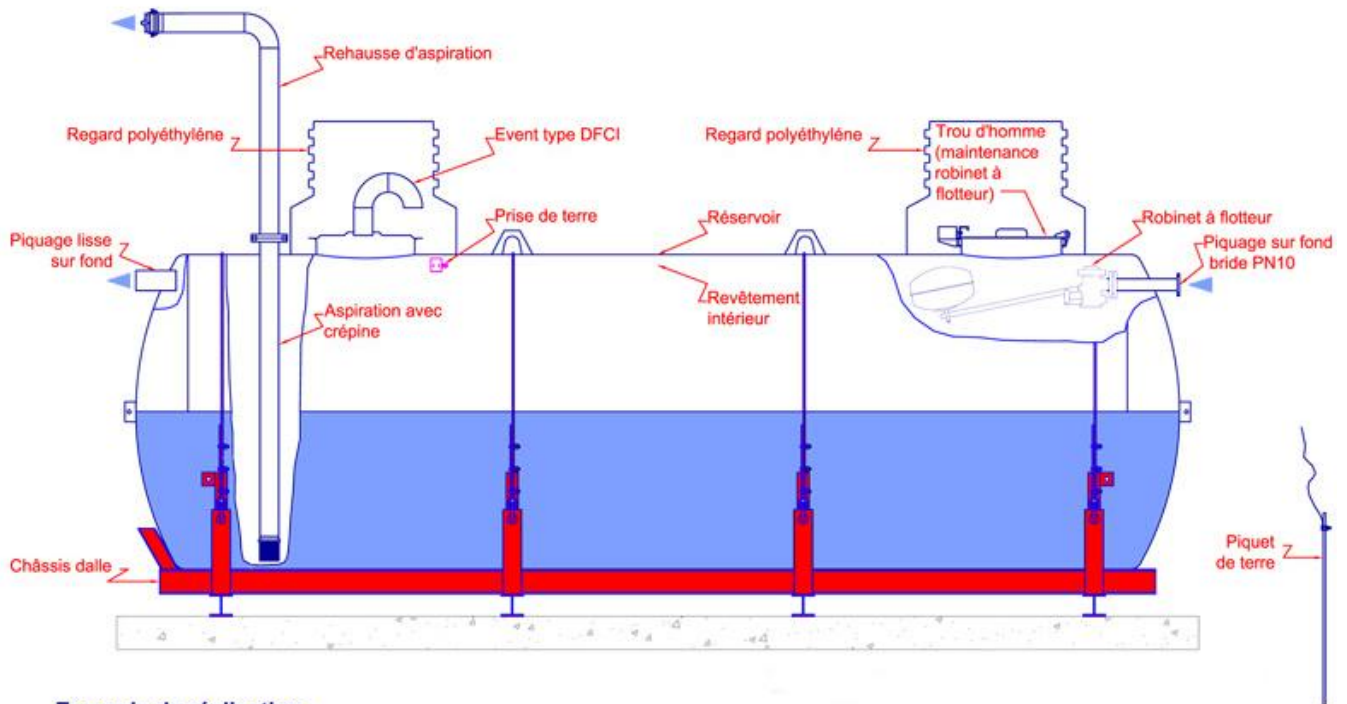 Rehausse d'aspiration
Regard polyéthyléne
Event type DFCI
Regard polyéthyléne
Trou d'homme
(maintenance
robinet à
flotteur)
Prise de terre
Réservoir
Robinet à flotteur
Piquage lisse
sur fond
Piquage sur fond
bride PN10
Revêtement
intérieur
Aspiration avec
crépine
Châssis dalle
Piquet
de terre